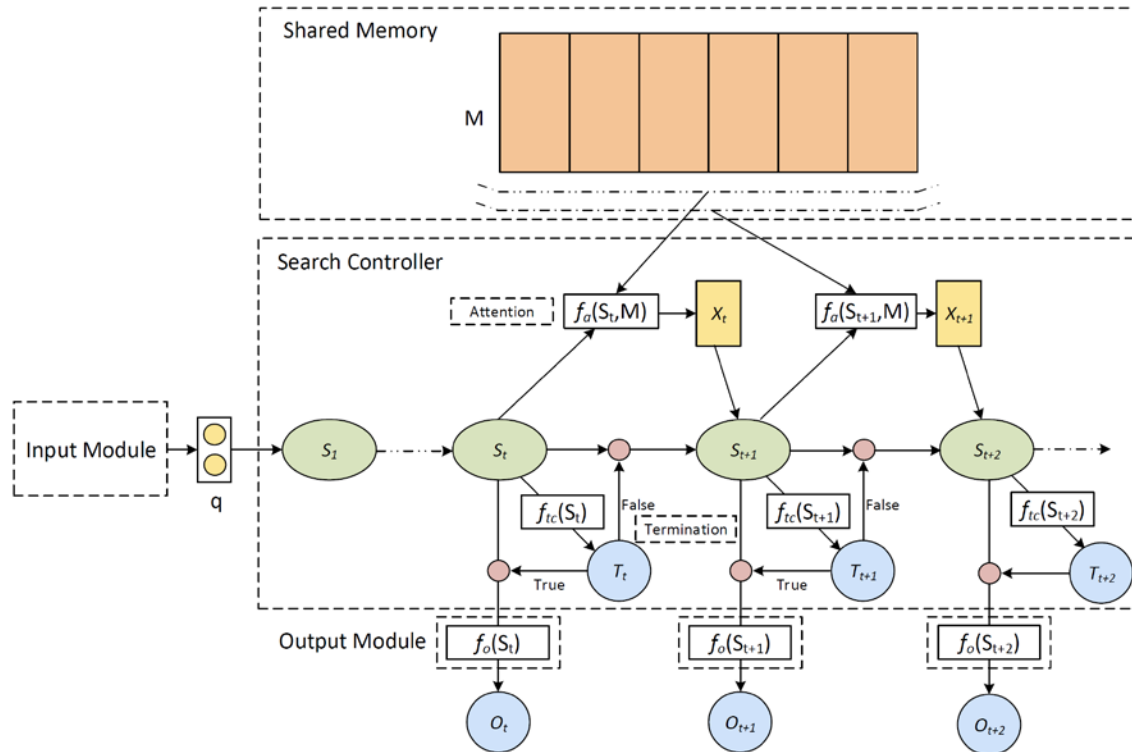 Shared Memory
M
Search Controller
Attention
fa(St,M)
Xt
fa(St+1,M)
Xt+1
Input Module
q
S1
St
St+1
St+2
ftc(St)
False
Termination
ftc(St+1)
False
ftc(St+2)
True
Tt
True
Tt+1
Tt+2
Output Module
fo(St)
fo(St+1)
fo(St+2)
Ot
Ot+1
Ot+2